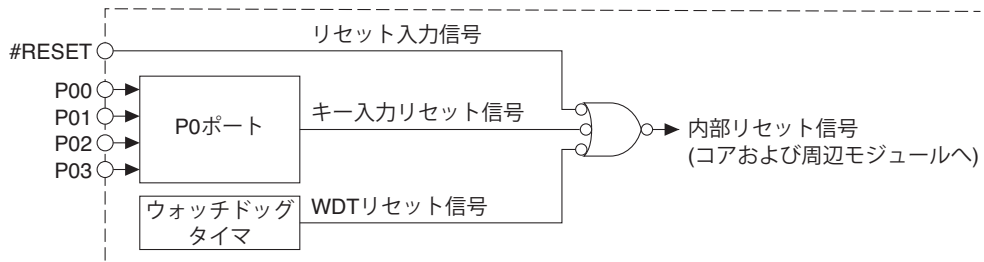 リセット入力信号
#RESET
P00
P01
P02
P03
P0ポート
キー入力リセット信号
内部リセット信号
(コアおよび周辺モジュールへ)
ウォッチドッグ
タイマ
WDTリセット信号